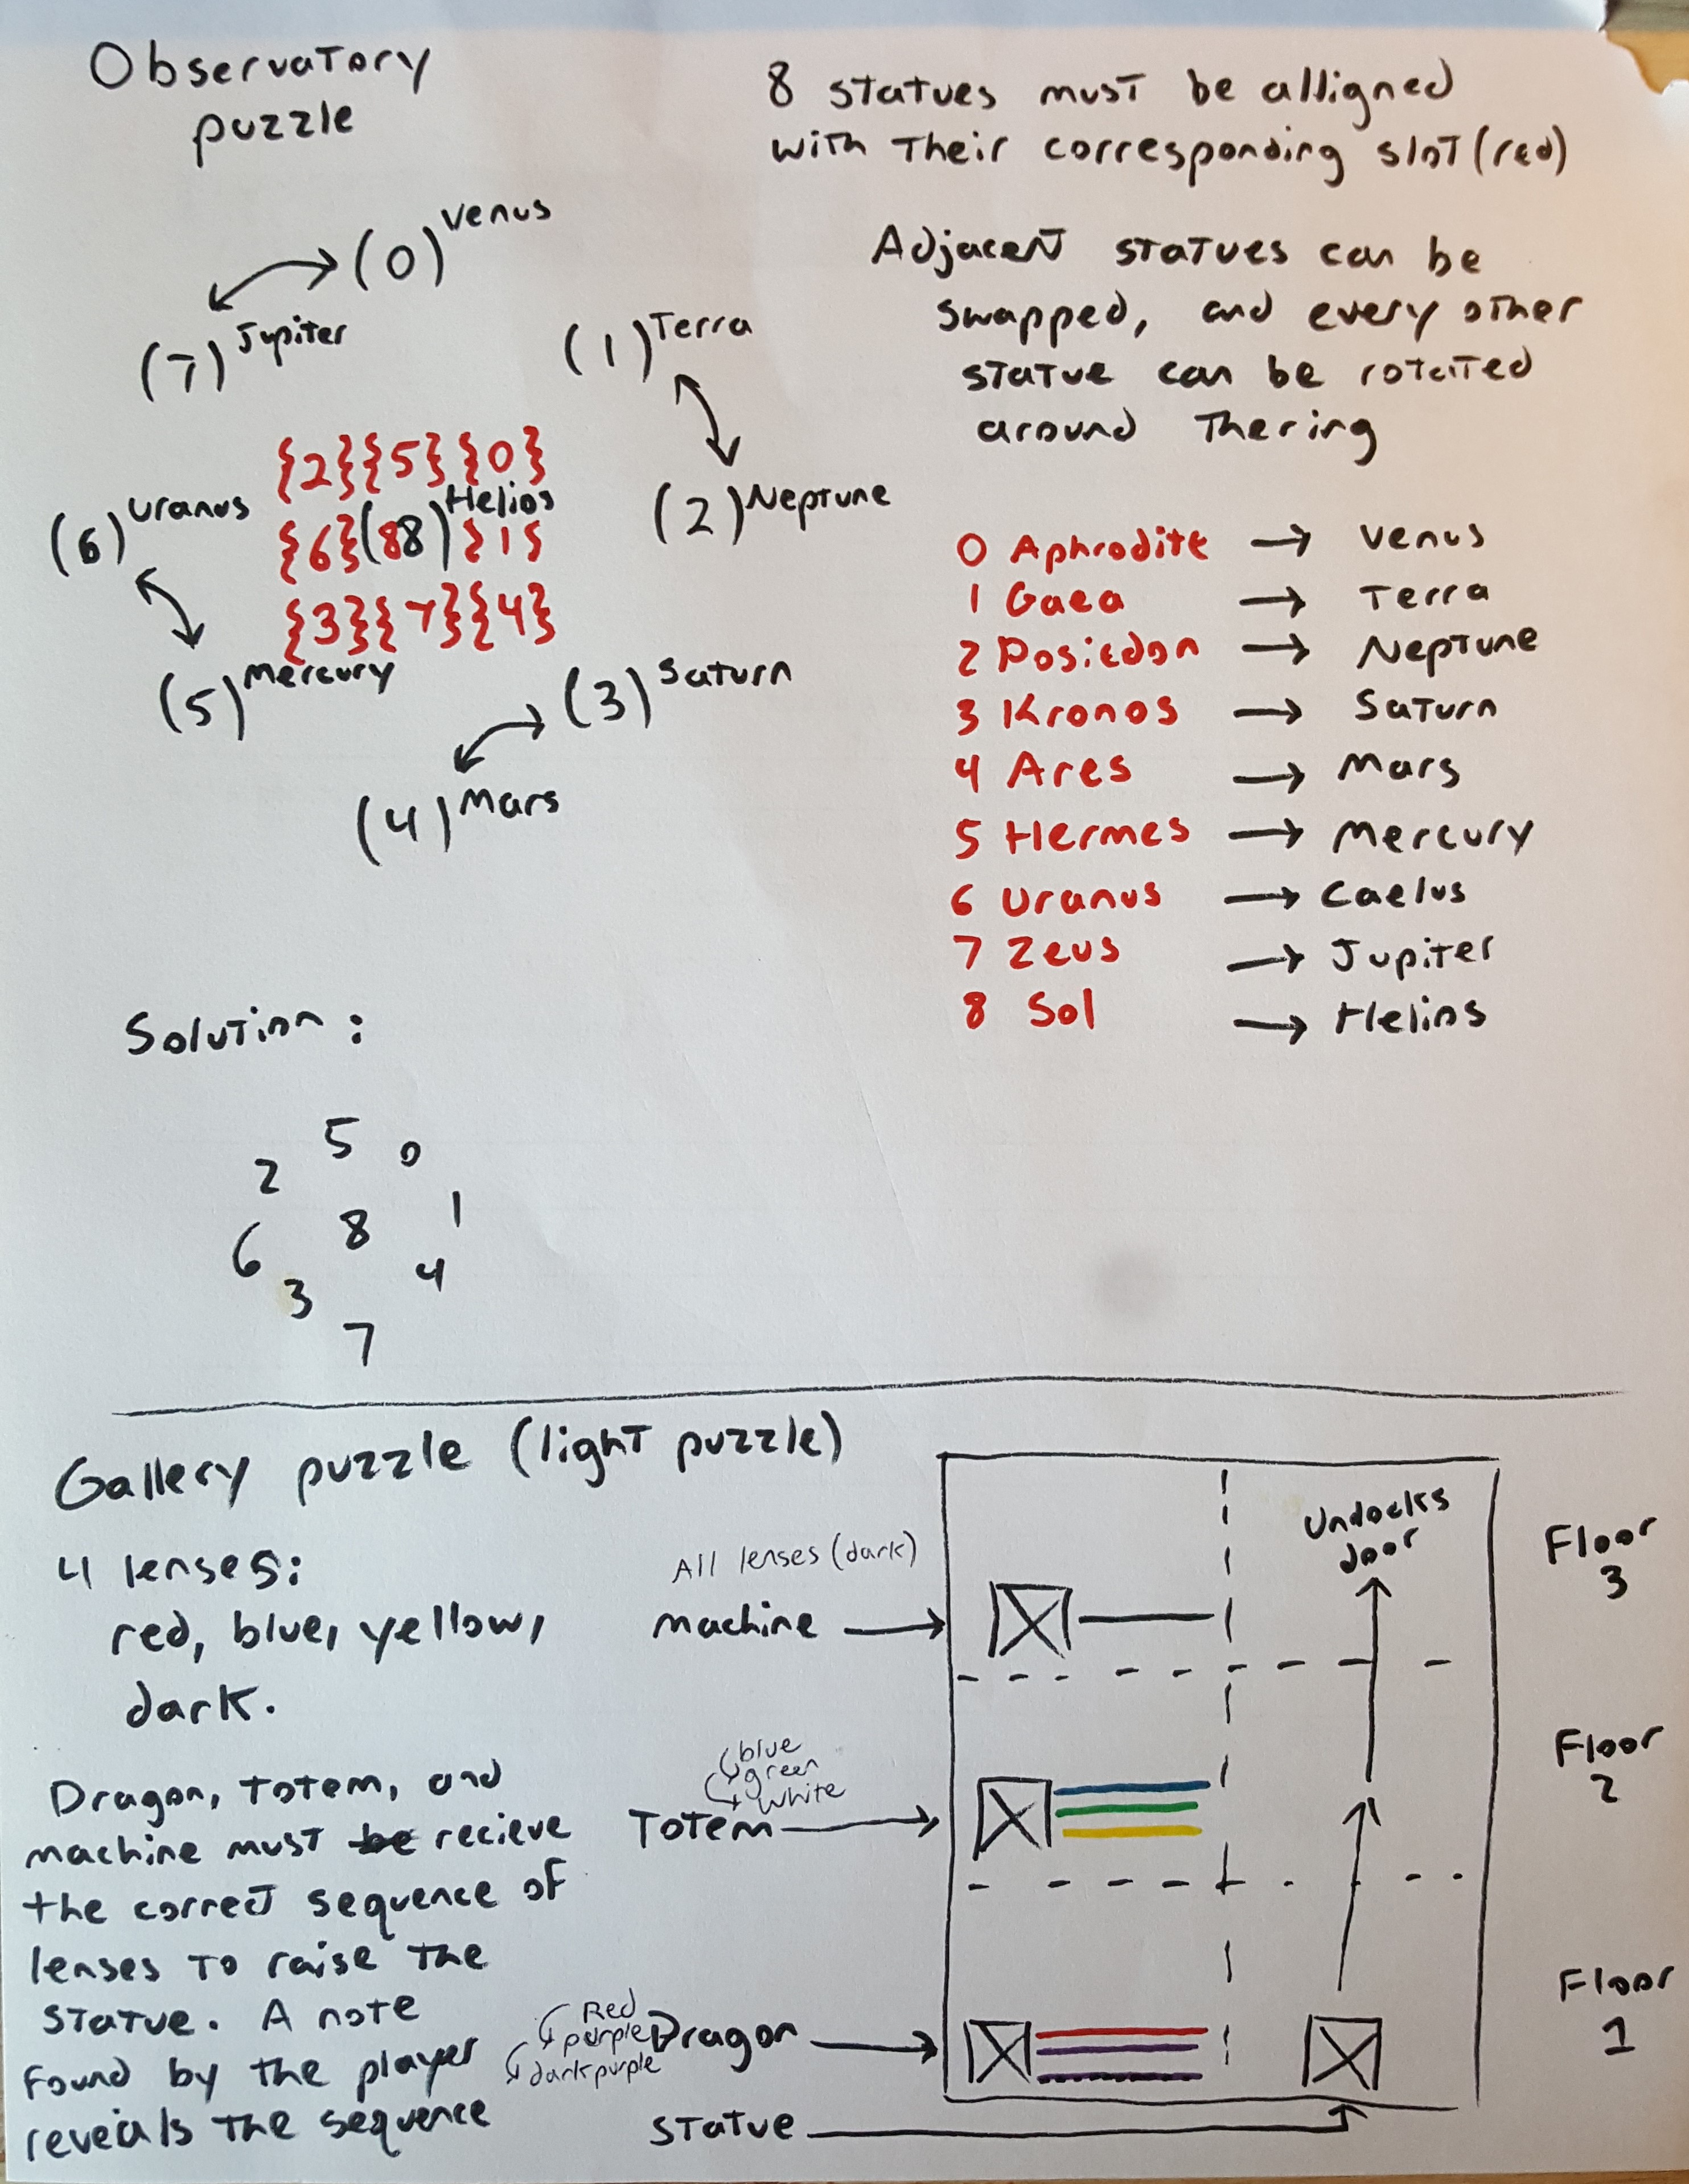 Observatory
puzzle
8 statues must be alligned
with their corresponding slot (red)
Adjacent statues can be
swapped, and every other
statue can be rotated
around thering
(0) Venus
(7) Jupiter
(1) Terra
(6) Uranus
(2) Neptune
(5) Mercury
(3) Saturn
(4) Mars
{2}{5}{0}
{6}(88) Helios }1{
{3}{7}{4}
0 Aphrodite → Venus
1 Gaea → Terra
2 Posiedon → Neptune
3 Kronos → Saturn
4 Ares → Mars
5 Hermes → Mercury
6 Uranus → Caelus
7 Zeus → Jupiter
8 Sol → Helios
Solution:
5
2 0
6 8 1
3 4
7
Gallery puzzle (light puzzle)
4 lenses:
red, blue, yellow,
dark.
Dragon, totem, and
machine must be recieve
the correct sequence of
lenses to raise the
statue. A note
found by the player
reveals the sequence
All lenses (dark)
machine
blue
green
white
Totem
Red
purple
dark purple
Dragon
statue
Unlocks
door
Floor
3
Floor
2
Floor
1